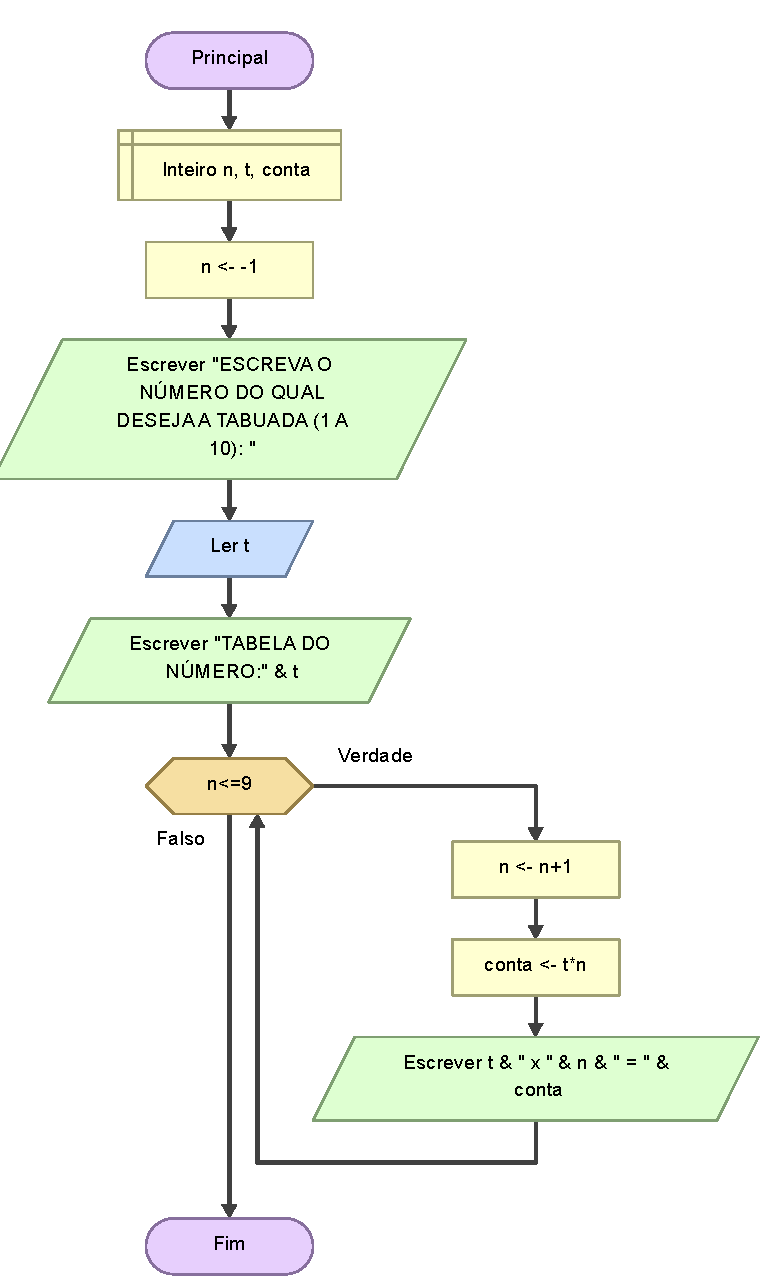 Principal
Inteiro n, t, conta
n <- -1
Escrever "ESCREVA O
NÚMERO DO QUAL
DESEJA A TABUADA (1 A
10): "
Ler t
Escrever "TABELA DO
NÚMERO:" & t
Verdade
n<=9
Falso
n <- n+1
conta <- t*n
Escrever t & " x " & n & " = " &
conta
Fim